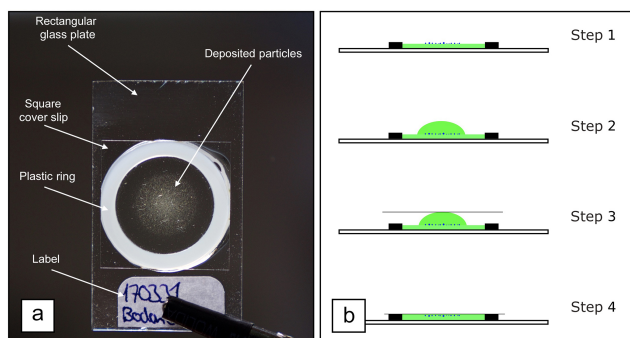 Rectangular
glass plate
Deposited particles
Square
cover slip
Plastic ring
Label
170331
a
Step 1
Step 2
Step 3
Step 4
b